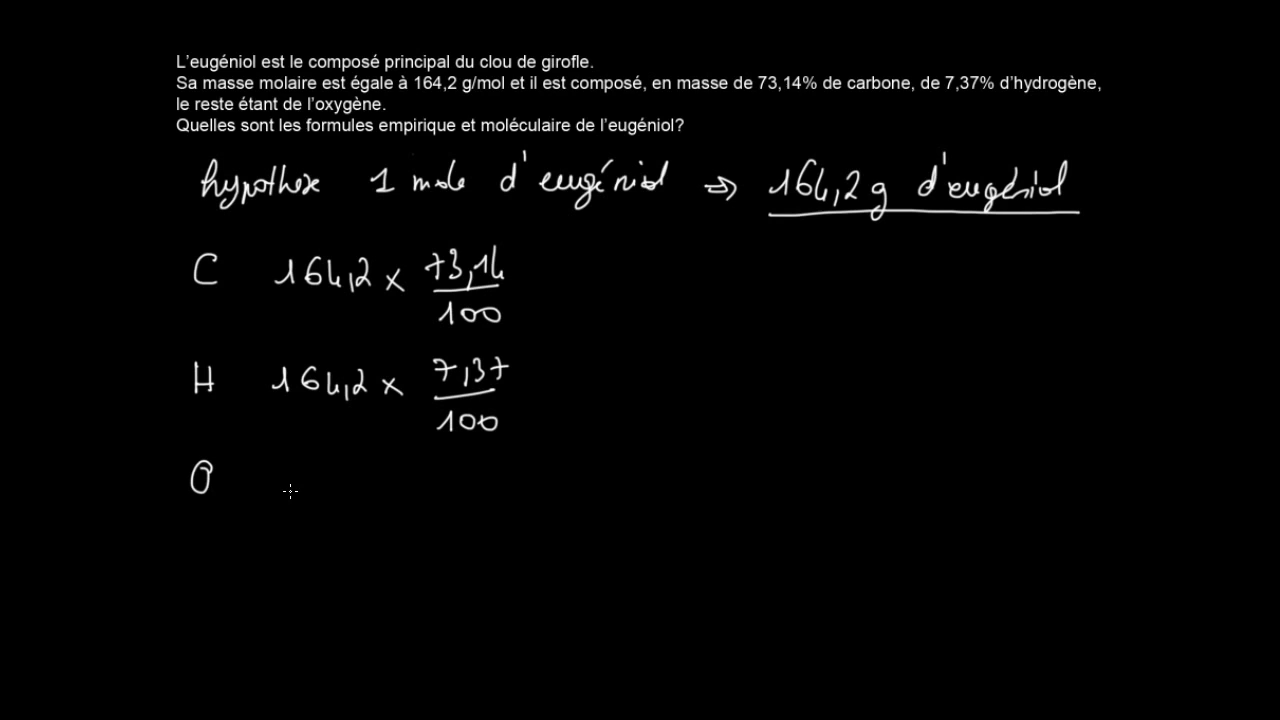 L'eugéniol est le composé principal du clou de girofle.
Sa masse molaire est égale à 164,2 g/mol et il est composé, en masse de 73,14% de carbone, de 7,37% d'hydrogène,
le reste étant de l'oxygène.
Quelles sont les formules empirique et moléculaire de l'eugéniol?
hypothèse 1 mole d'eugéniol ⇒ 164,2 g d'eugéniol
C 164,2 × 73,14
100
H 164,2 × 7,37
100
O